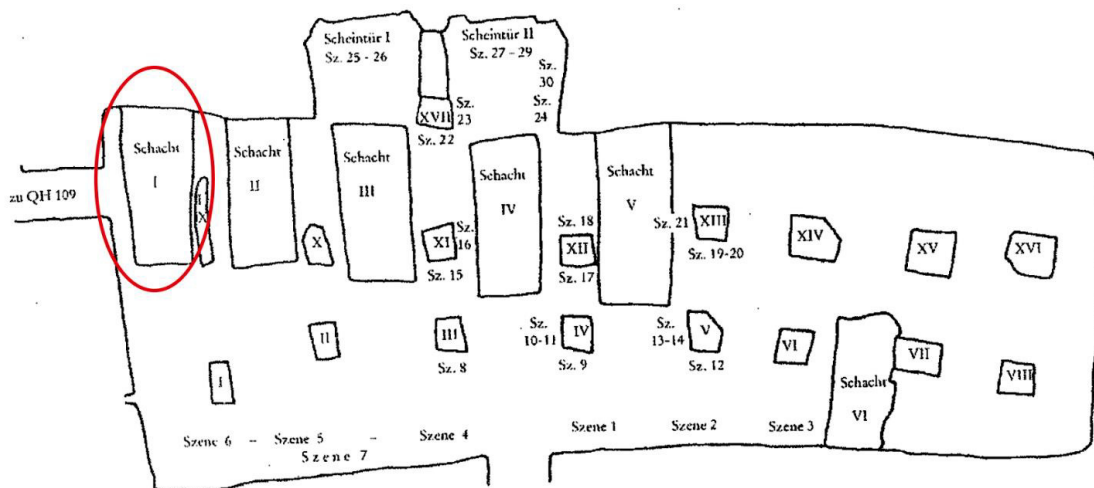 Scheintür I
Sz. 25 - 26
Scheintür II
Sz. 27 - 29
Sz.
30
Sz.
24
Sz.
23
XVII
Sz. 22
zu QH 109
Schacht
I
IX
Schacht
II
Schacht
III
Schacht
IV
Schacht
V
X
XI
Sz.
16
Sz. 15
Sz. 18
XII
Sz. 17
Sz. 21
XIII
Sz. 19-20
XIV
XV
XVI
I
II
III
Sz. 8
Sz.
10-11
IV
Sz. 9
Sz.
13-14
V
Sz. 12
VI
Schacht
VI
VII
VIII
Szene 6 - Szene 5 - Szene 4
Szene 7
Szene 1
Szene 2
Szene 3